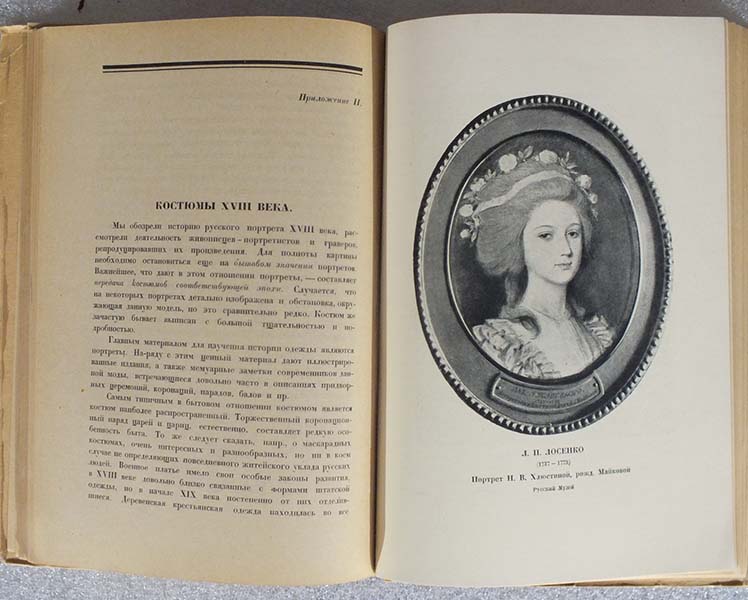 Приложение II.
КОСТЮМЫ XVIII ВЕКА.
Мы обозрели историю русского портрета XVIII века, рас-
смотрели деятельность живописцев-портретистов и граверов,
репродуцировавших их произведения. Для полноты картины
необходимо остановиться еще на бытовом значении портретов
Важнейшее, что дают в этом отношении портреты, — составляет
передача костюмов соответствующей эпохи. Случается, что
на некоторых портретах детально изображена и обстановка, окру-
жающая данную модель, но это сравнительно редко. Костюм же
зачастую бывает выписан с большой тщательностью и по-
дробностью.
Главным материалом для изучения истории одежды являются
портреты. На-ряду с этим ценный материал дают иллюстриро-
ванные издания, а также мемуарные заметки современников дан-
ной моды, встречающиеся довольно часто в описаниях придвор-
ных церемоний, коронаций, парадов, балов и пр.
Самым типичным в бытовом отношении костюмом является
костюм наиболее распространенный. Торжественный коронацион-
ный наряд царей и цариц, естественно, составляет редкую осо-
бенность быта. То же следует сказать, напр., о маскарадных
костюмах, очень интересных и разнообразных, но ни в коем
случае не определяющих повседневного житейского уклада русских
людей. Военное платье имело свои особые законы развития,
в XVIII веке довольно близко связанные с формами штатской
одежды, но в начале XIX века постепенно от них отделив-
шиеся. Деревенская крестьянская одежда находилась во все
Л. П. ЛОСЕНКО
(1737—1773)
Портрет Н. В. Хлюстиной, рожд. Майковой
Русский Музей